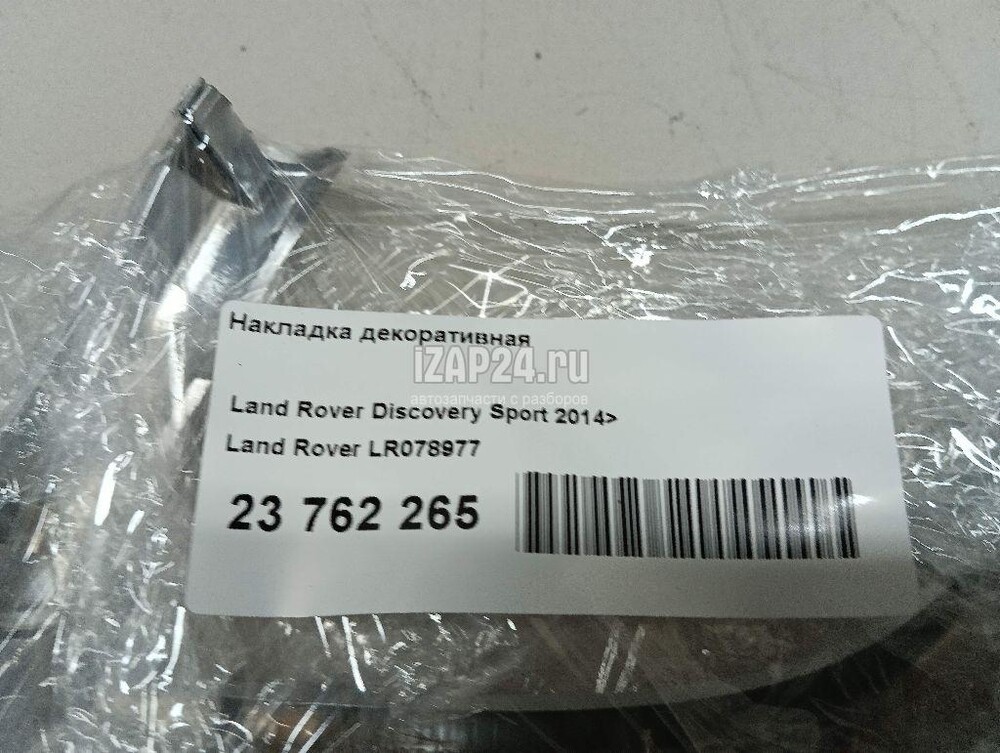 Накладка декоративная
iZAP24.ru
автозапчасти с разборов
Land Rover Discovery Sport 2014>
Land Rover LR078977
23 762 265